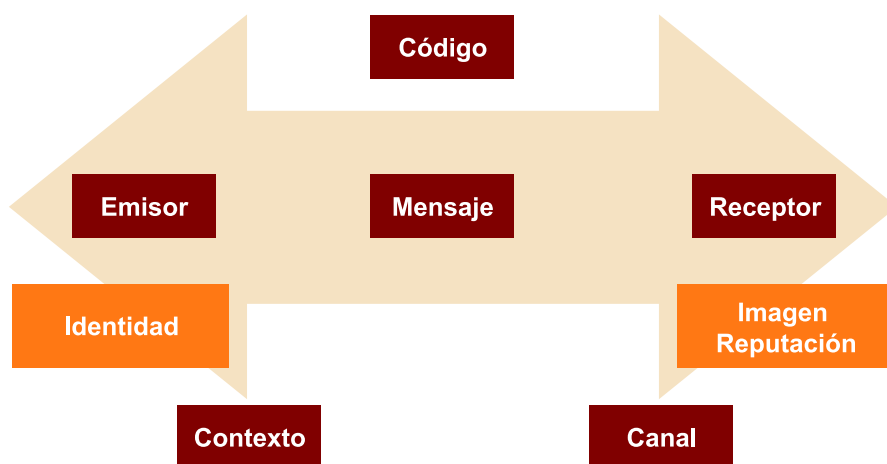 Código
Emisor
Mensaje
Receptor
Identidad
Imagen
Reputación
Contexto
Canal